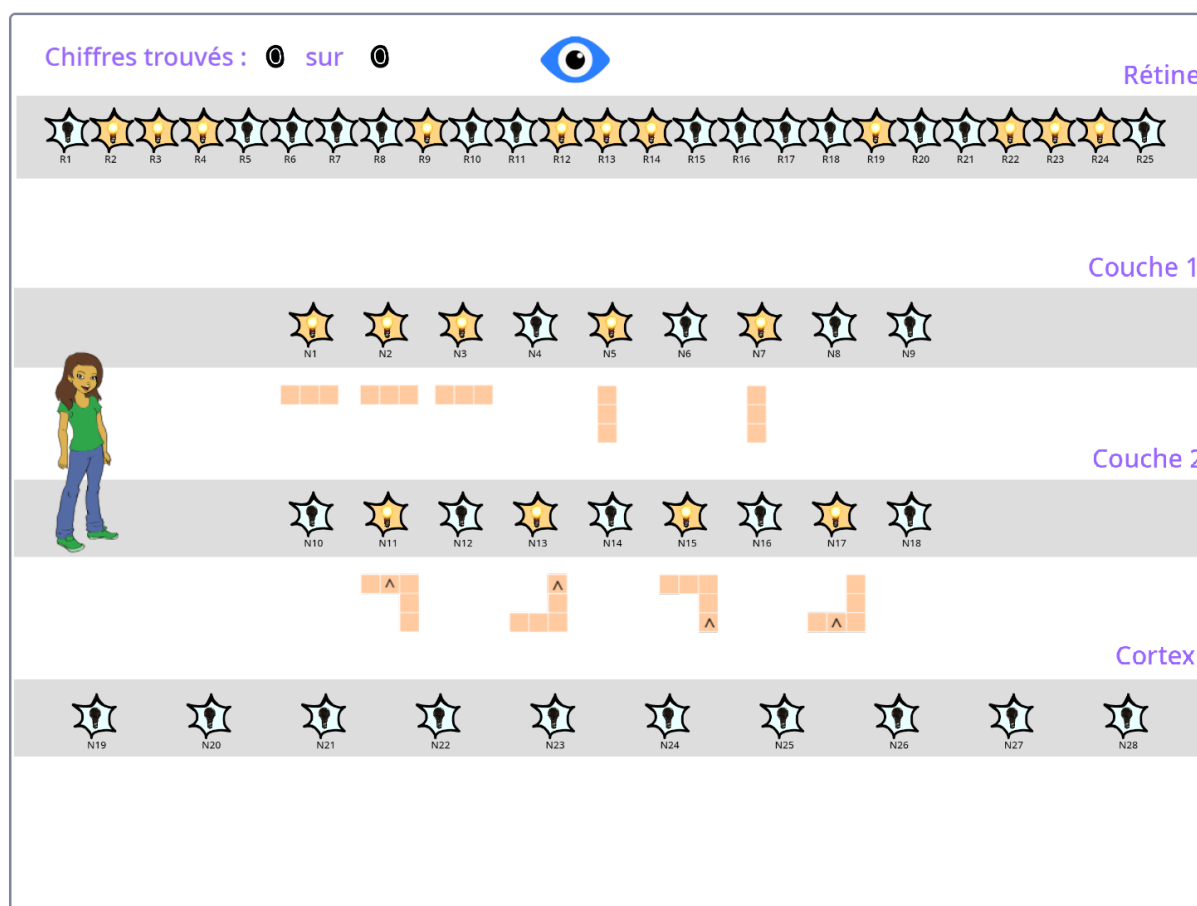 Chiffres trouvés : 0 sur 0
Rétine
R1 R2 R3 R4 R5 R6 R7 R8 R9 R10 R11 R12 R13 R14 R15 R16 R17 R18 R19 R20 R21 R22 R23 R24 R25
Couche 1
N1 N2 N3 N4 N5 N6 N7 N8 N9
Couche 2
N10 N11 N12 N13 N14 N15 N16 N17 N18
^ ^
^ ^
Cortex
N19 N20 N21 N22 N23 N24 N25 N26 N27 N28